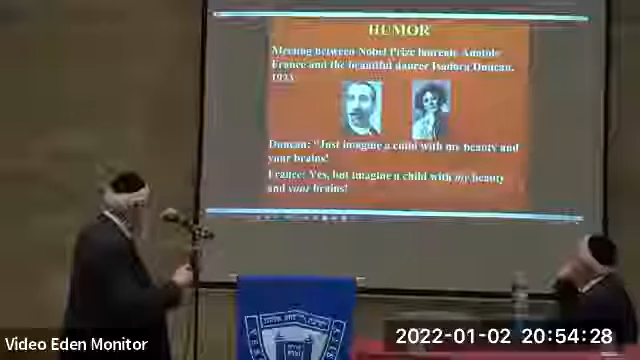 HUMOR
Meeting between Nobel Prize laureate Anatole
France and the beautiful dancer Isadora Duncan,
1923
Duncan: "Just imagine a child with my beauty and
your brains!
France: Yes, but imagine a child with my beauty
and your brains!
Video Eden Monitor
2022-01-02 20:54:28